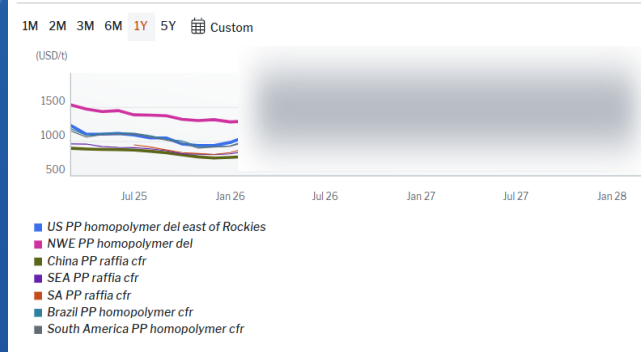 1M 2M 3M 6M 1Y 5Y Custom
(USD/t)
1500
1000
500
Jul 25 Jan 26 Jul 26 Jan 27 Jul 27 Jan 28
US PP homopolymer del east of Rockies
NWE PP homopolymer del
China PP raffia cfr
SEA PP raffia cfr
SA PP raffia cfr
Brazil PP homopolymer cfr
South America PP homopolymer cfr